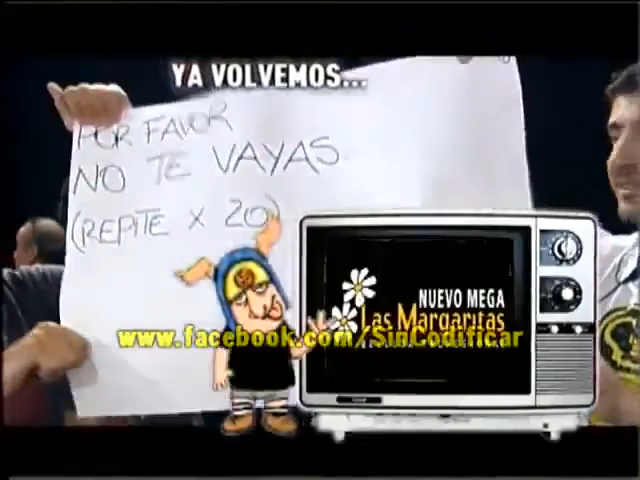 YA VOLVEMOS...
POR FAVOR
NO TE VAYAS
(REPITE X 20)
NUEVO MEGA
Las Margaritas
www.facebook.com/SinCodificar